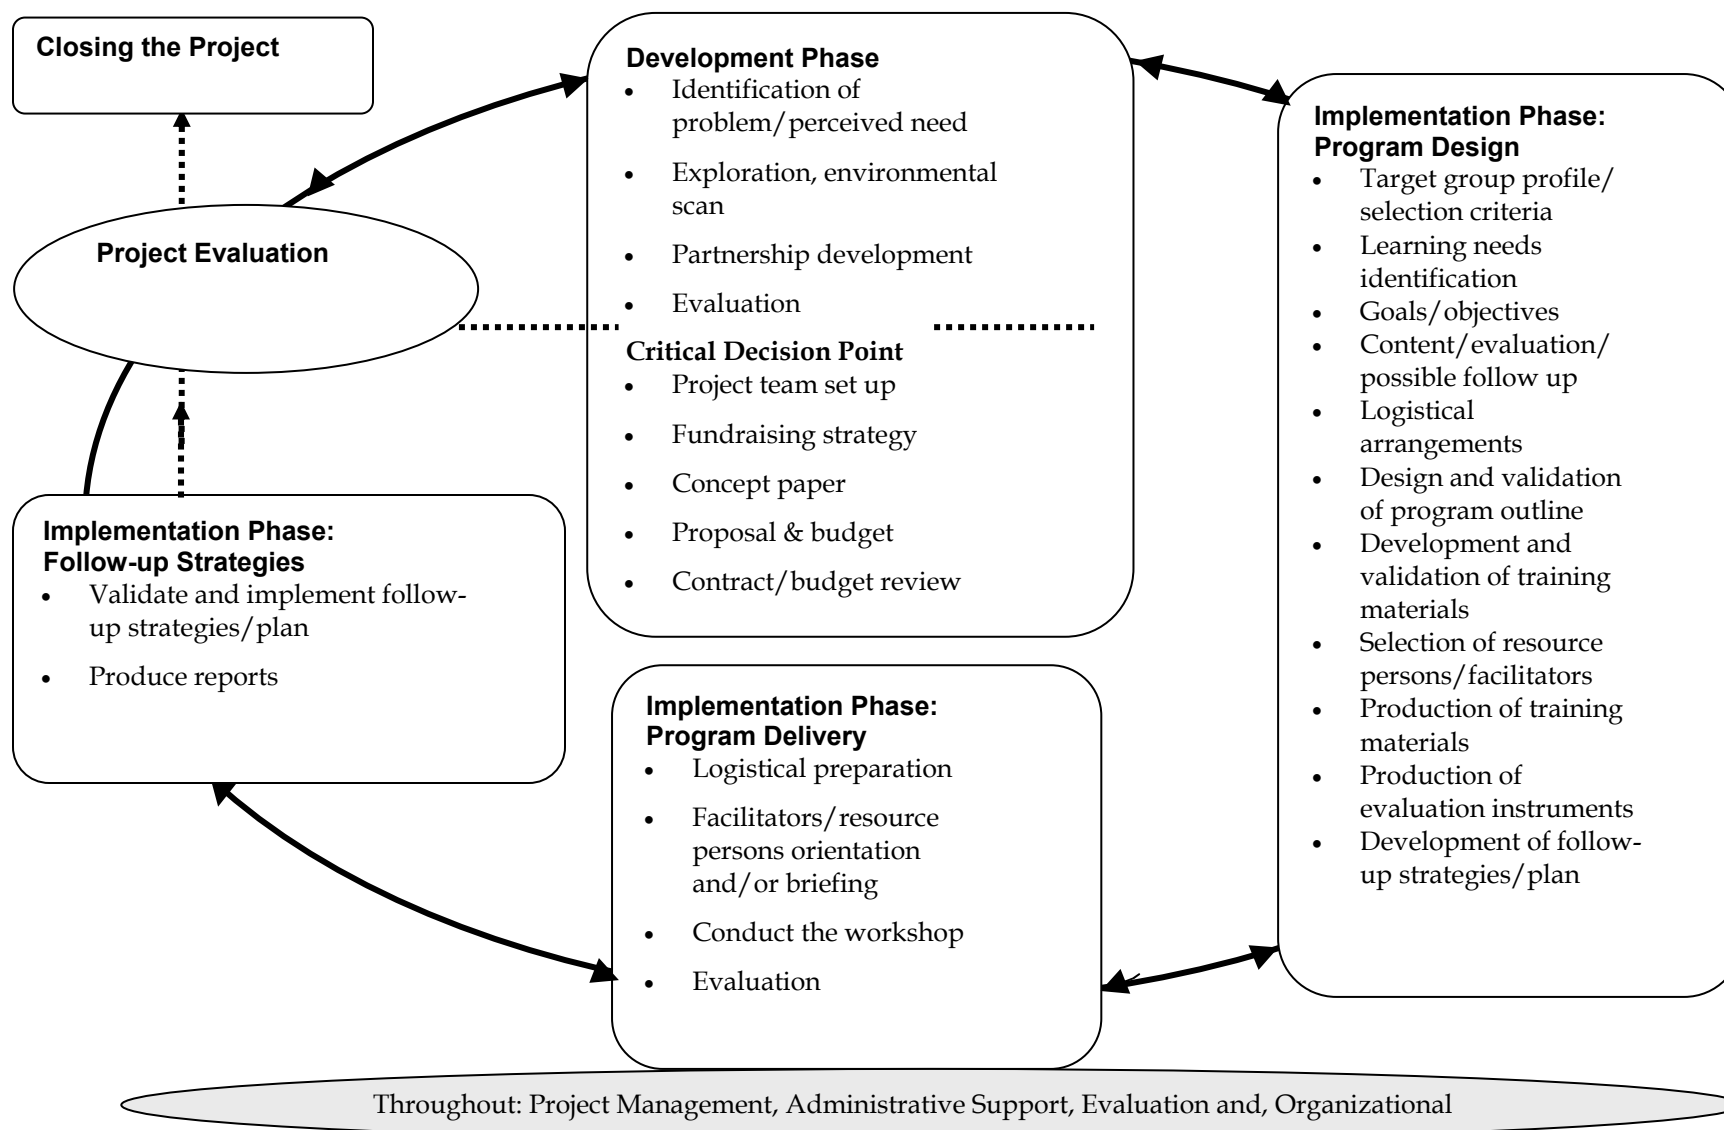 Closing the Project
Project Evaluation
Development Phase
• Identification of
problem/perceived need
• Exploration, environmental
scan
• Partnership development
• Evaluation
Critical Decision Point
• Project team set up
• Fundraising strategy
• Concept paper
• Proposal & budget
• Contract/budget review
Implementation Phase:
Program Design
• Target group profile/
selection criteria
• Learning needs
identification
• Goals/objectives
• Content/evaluation/
possible follow up
• Logistical
arrangements
• Design and validation
of program outline
• Development and
validation of training
materials
• Selection of resource
persons/facilitators
• Production of training
materials
• Production of
evaluation instruments
• Development of follow-
up strategies/plan
Implementation Phase:
Follow-up Strategies
• Validate and implement follow-
up strategies/plan
• Produce reports
Implementation Phase:
Program Delivery
• Logistical preparation
• Facilitators/resource
persons orientation
and/or briefing
• Conduct the workshop
• Evaluation
Throughout: Project Management, Administrative Support, Evaluation and, Organizational